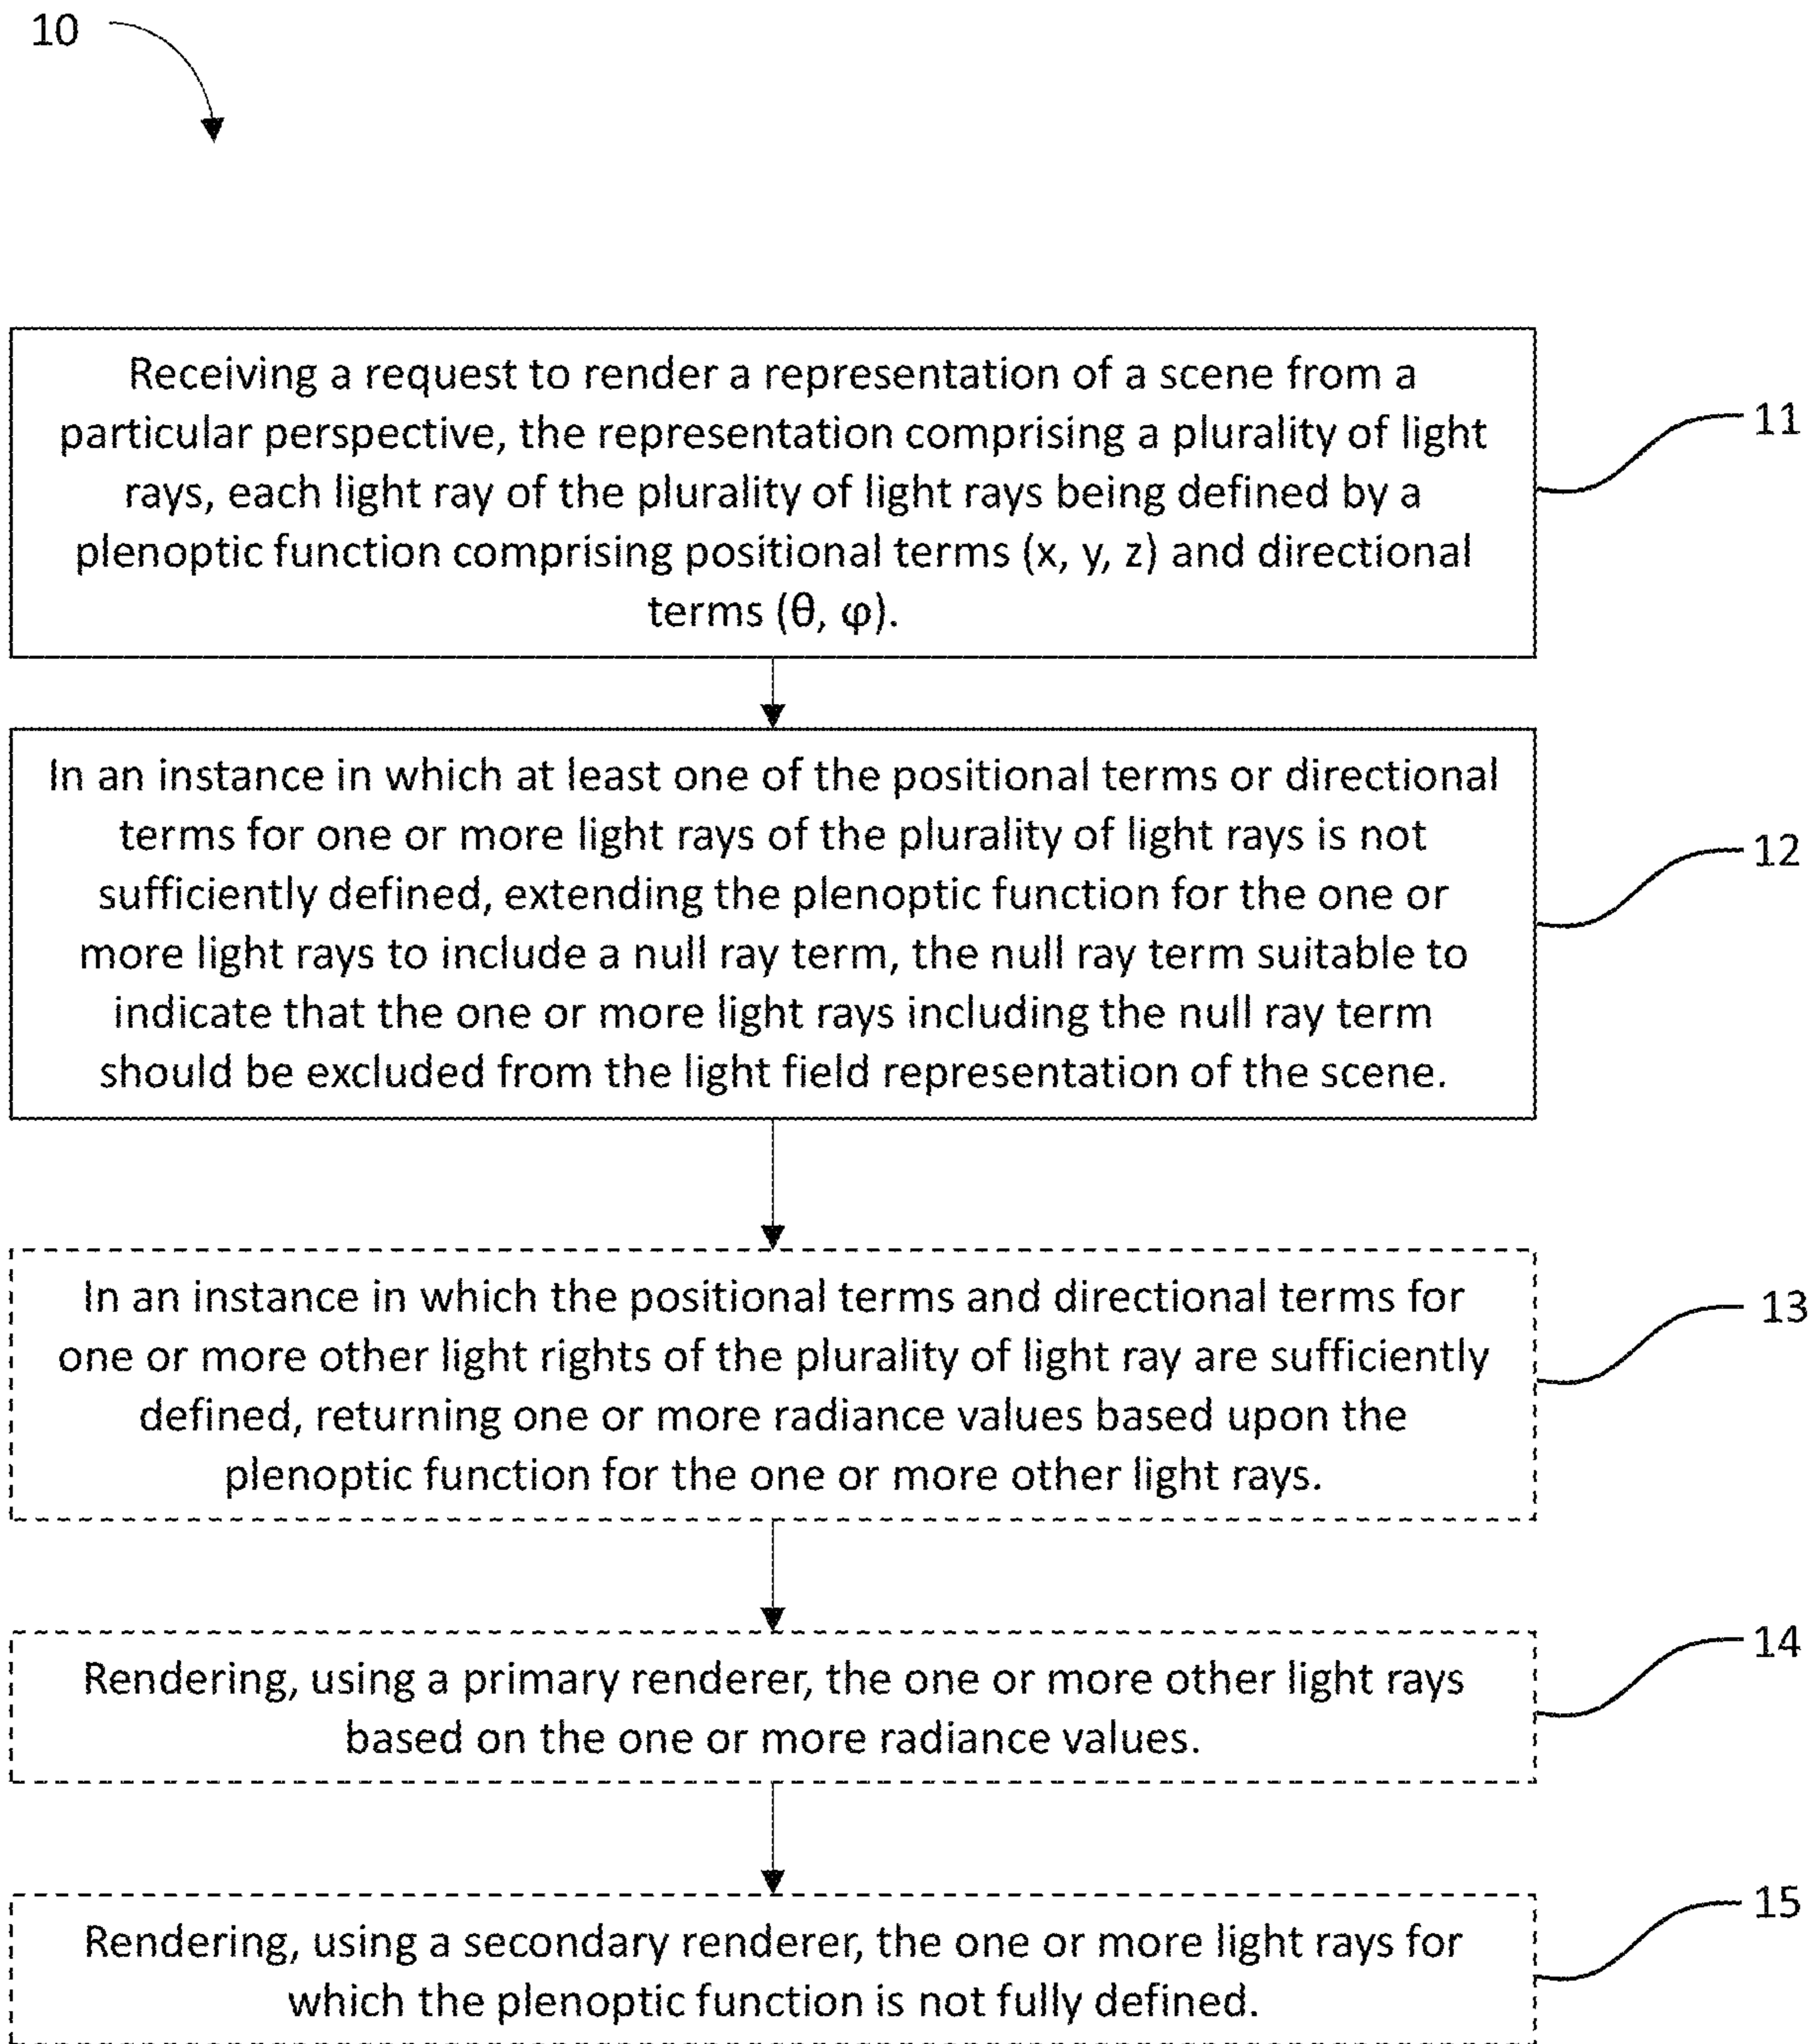 10
Receiving a request to render a representation of a scene from a
particular perspective, the representation comprising a plurality of light
rays, each light ray of the plurality of light rays being defined by a
plenoptic function comprising positional terms (x, y, z) and directional
terms (θ, φ).
11
In an instance in which at least one of the positional terms or directional
terms for one or more light rays of the plurality of light rays is not
sufficiently defined, extending the plenoptic function for the one or
more light rays to include a null ray term, the null ray term suitable to
indicate that the one or more light rays including the null ray term
should be excluded from the light field representation of the scene.
12
In an instance in which the positional terms and directional terms for
one or more other light rights of the plurality of light ray are sufficiently
defined, returning one or more radiance values based upon the
plenoptic function for the one or more other light rays.
13
Rendering, using a primary renderer, the one or more other light rays
based on the one or more radiance values.
14
Rendering, using a secondary renderer, the one or more light rays for
which the plenoptic function is not fully defined.
15